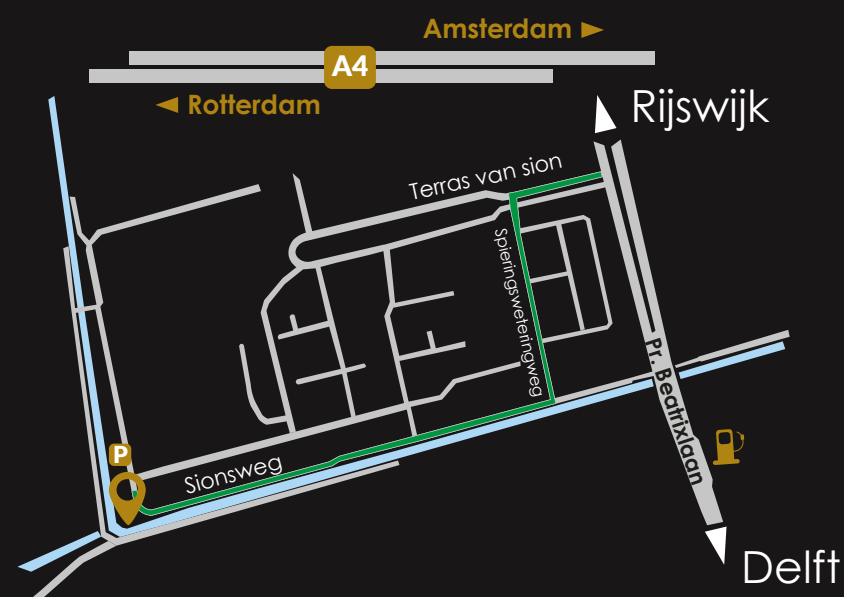 Amsterdam
A4
Rotterdam
Rijswijk
Terras van sion
Spieringsweteringweg
Pr. Beatrixlaan
P
Sionsweg
Delft